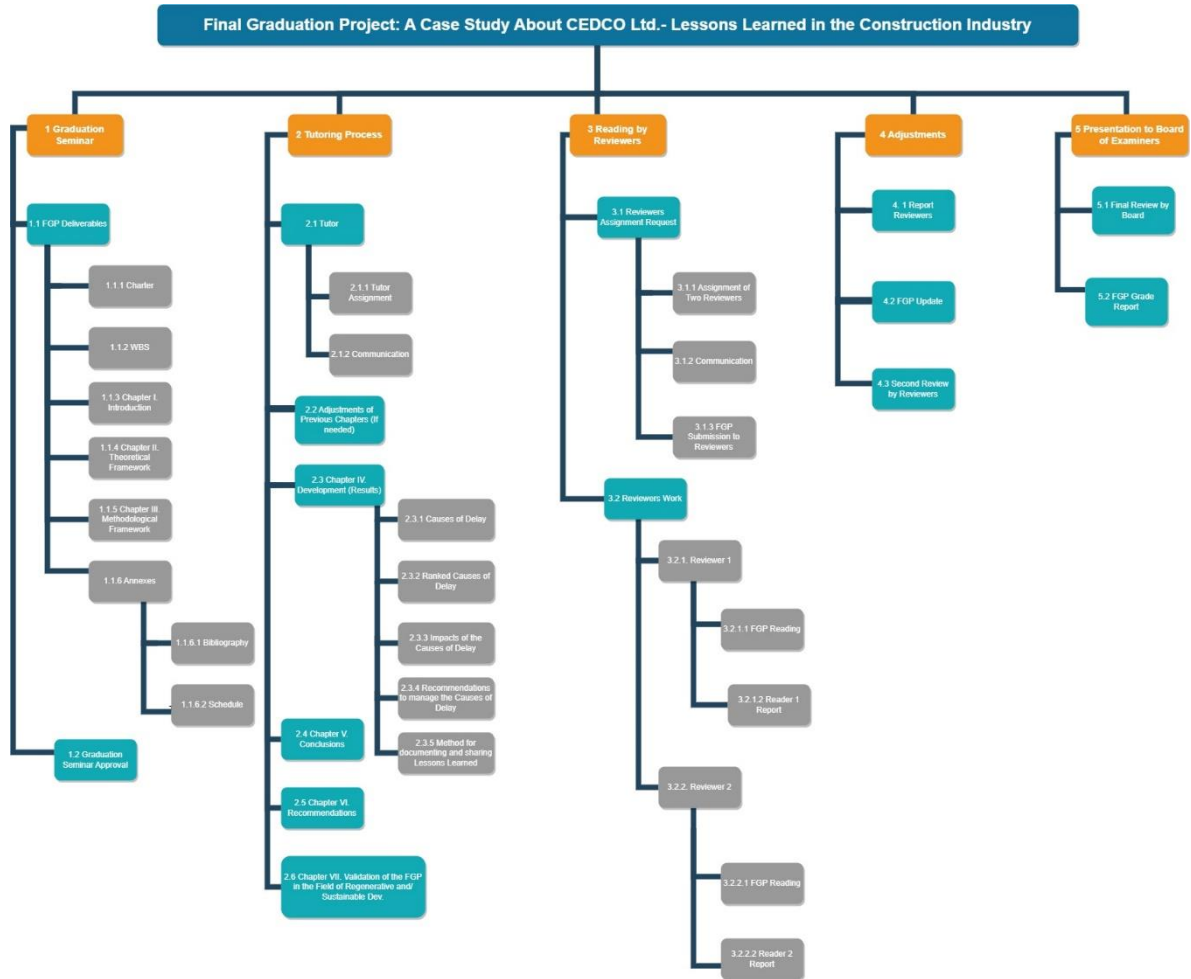 Final Graduation Project: A Case Study About CEDCO Ltd.- Lessons Learned in the Construction Industry
1 Graduation
Seminar
1.1 FGP Deliverables
1.1.1 Charter
1.1.2 WBS
1.1.3 Chapter I.
Introduction
1.1.4 Chapter II.
Theoretical
Framework
1.1.5 Chapter III.
Methodological
Framework
1.1.6 Annexes
1.1.6.1 Bibliography
1.1.6.2 Schedule
1.2 Graduation
Seminar Approval
2 Tutoring Process
2.1 Tutor
2.1.1 Tutor
Assignment
2.1.2 Communication
2.2 Adjustments of
Previous Chapters (If
needed)
2.3 Chapter IV.
Development (Results)
2.3.1 Causes of Delay
2.3.2 Ranked Causes of
Delay
2.3.3 Impacts of the
Causes of Delay
2.3.4 Recommendations
to manage the Causes of
Delay
2.3.5 Method for
documenting and sharing
Lessons Learned
2.4 Chapter V.
Conclusions
2.5 Chapter VI.
Recommendations
2.6 Chapter VII. Validation of the FGP
in the Field of Regenerative and/
Sustainable Dev.
3 Reading by
Reviewers
3.1 Reviewers
Assignment Request
3.1.1 Assignment of
Two Reviewers
3.1.2 Communication
3.1.3 FGP
Submission to
Reviewers
3.2 Reviewers Work
3.2.1. Reviewer 1
3.2.1.1 FGP Reading
3.2.1.2 Reader 1
Report
3.2.2. Reviewer 2
3.2.2.1 FGP Reading
3.2.2.2 Reader 2
Report
4 Adjustments
4. 1 Report
Reviewers
4.2 FGP Update
4.3 Second Review
by Reviewers
5 Presentation to Board
of Examiners
5.1 Final Review by
Board
5.2 FGP Grade
Report